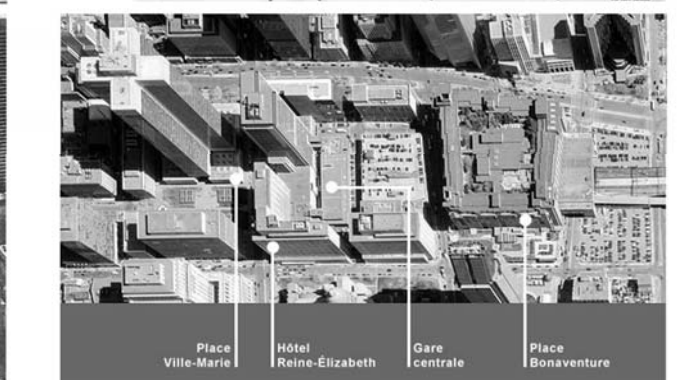 Place
Ville-Marie
Hôtel
Reine-Élizabeth
Gare
centrale
Place
Bonaventure